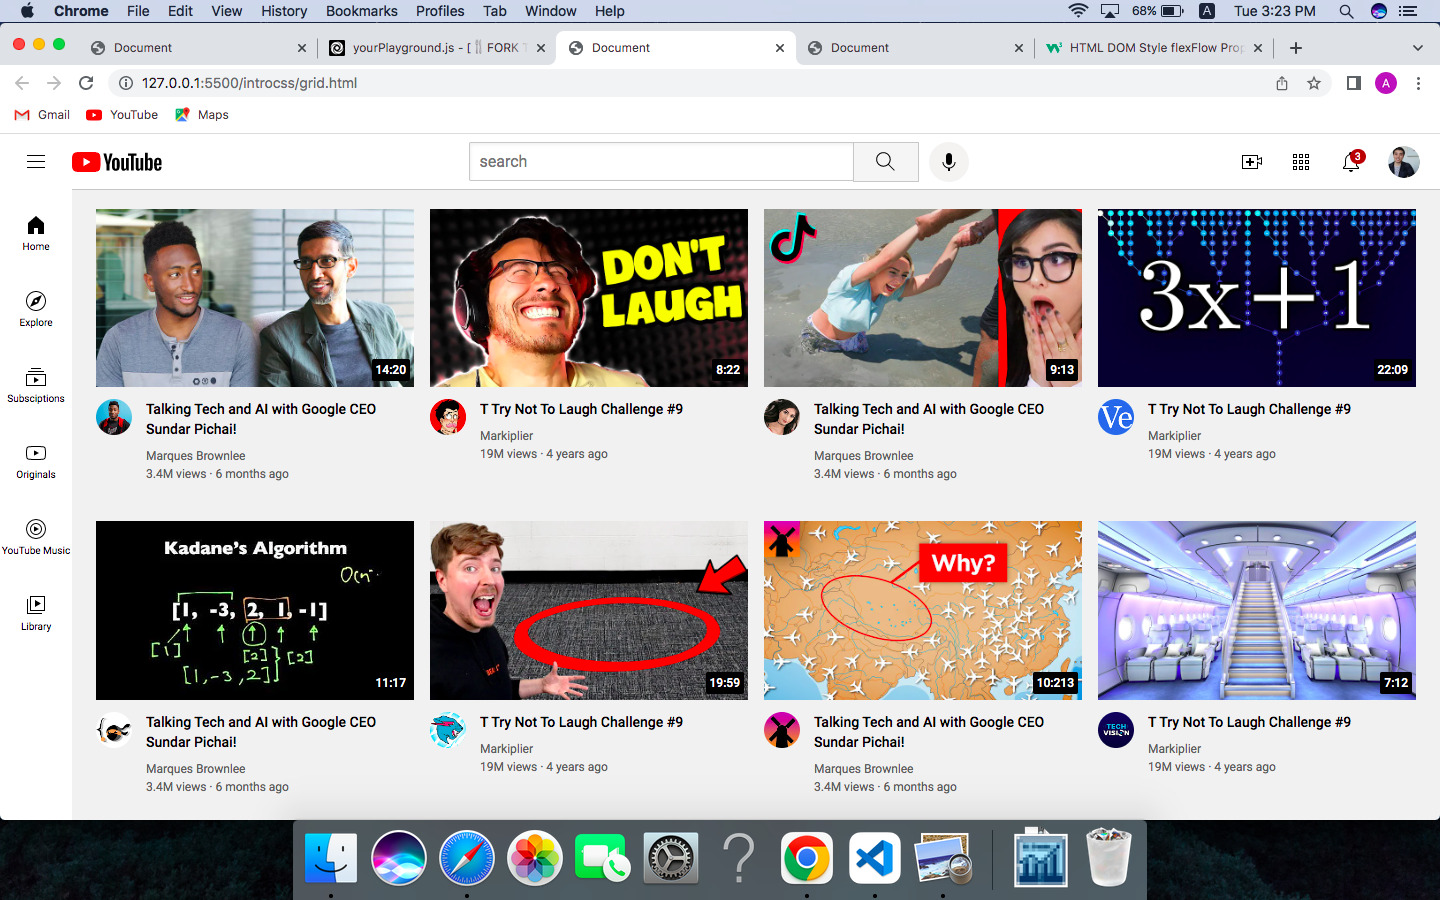 Chrome File Edit View History Bookmarks Profiles Tab Window Help 68% A Tue 3:23 PM
Document yourPlayground.js - [ FORK T Document Document HTML DOM Style flexFlow Prop
127.0.0.1:5500/introcss/grid.html A
Gmail YouTube Maps
YouTube search 3
Home
Explore
Subsciptions
Originals
YouTube Music
Library
DON'T
LAUGH
3x+1
14:20 8:22 9:13 22:09
Talking Tech and AI with Google CEO
Sundar Pichai!
Marques Brownlee
3.4M views · 6 months ago
T Try Not To Laugh Challenge #9
Markiplier
19M views · 4 years ago
Talking Tech and AI with Google CEO
Sundar Pichai!
Marques Brownlee
3.4M views · 6 months ago
Ve
T Try Not To Laugh Challenge #9
Markiplier
19M views · 4 years ago
Kadane's Algorithm
[1, -3, 2, 1, -1]
[1] [2] [2]
[1, -3, 2]
11:17
19:59
Why?
10:213
7:12
Talking Tech and AI with Google CEO
Sundar Pichai!
Marques Brownlee
3.4M views · 6 months ago
T Try Not To Laugh Challenge #9
Markiplier
19M views · 4 years ago
Talking Tech and AI with Google CEO
Sundar Pichai!
Marques Brownlee
3.4M views · 6 months ago
TECH
VISION
T Try Not To Laugh Challenge #9
Markiplier
19M views · 4 years ago